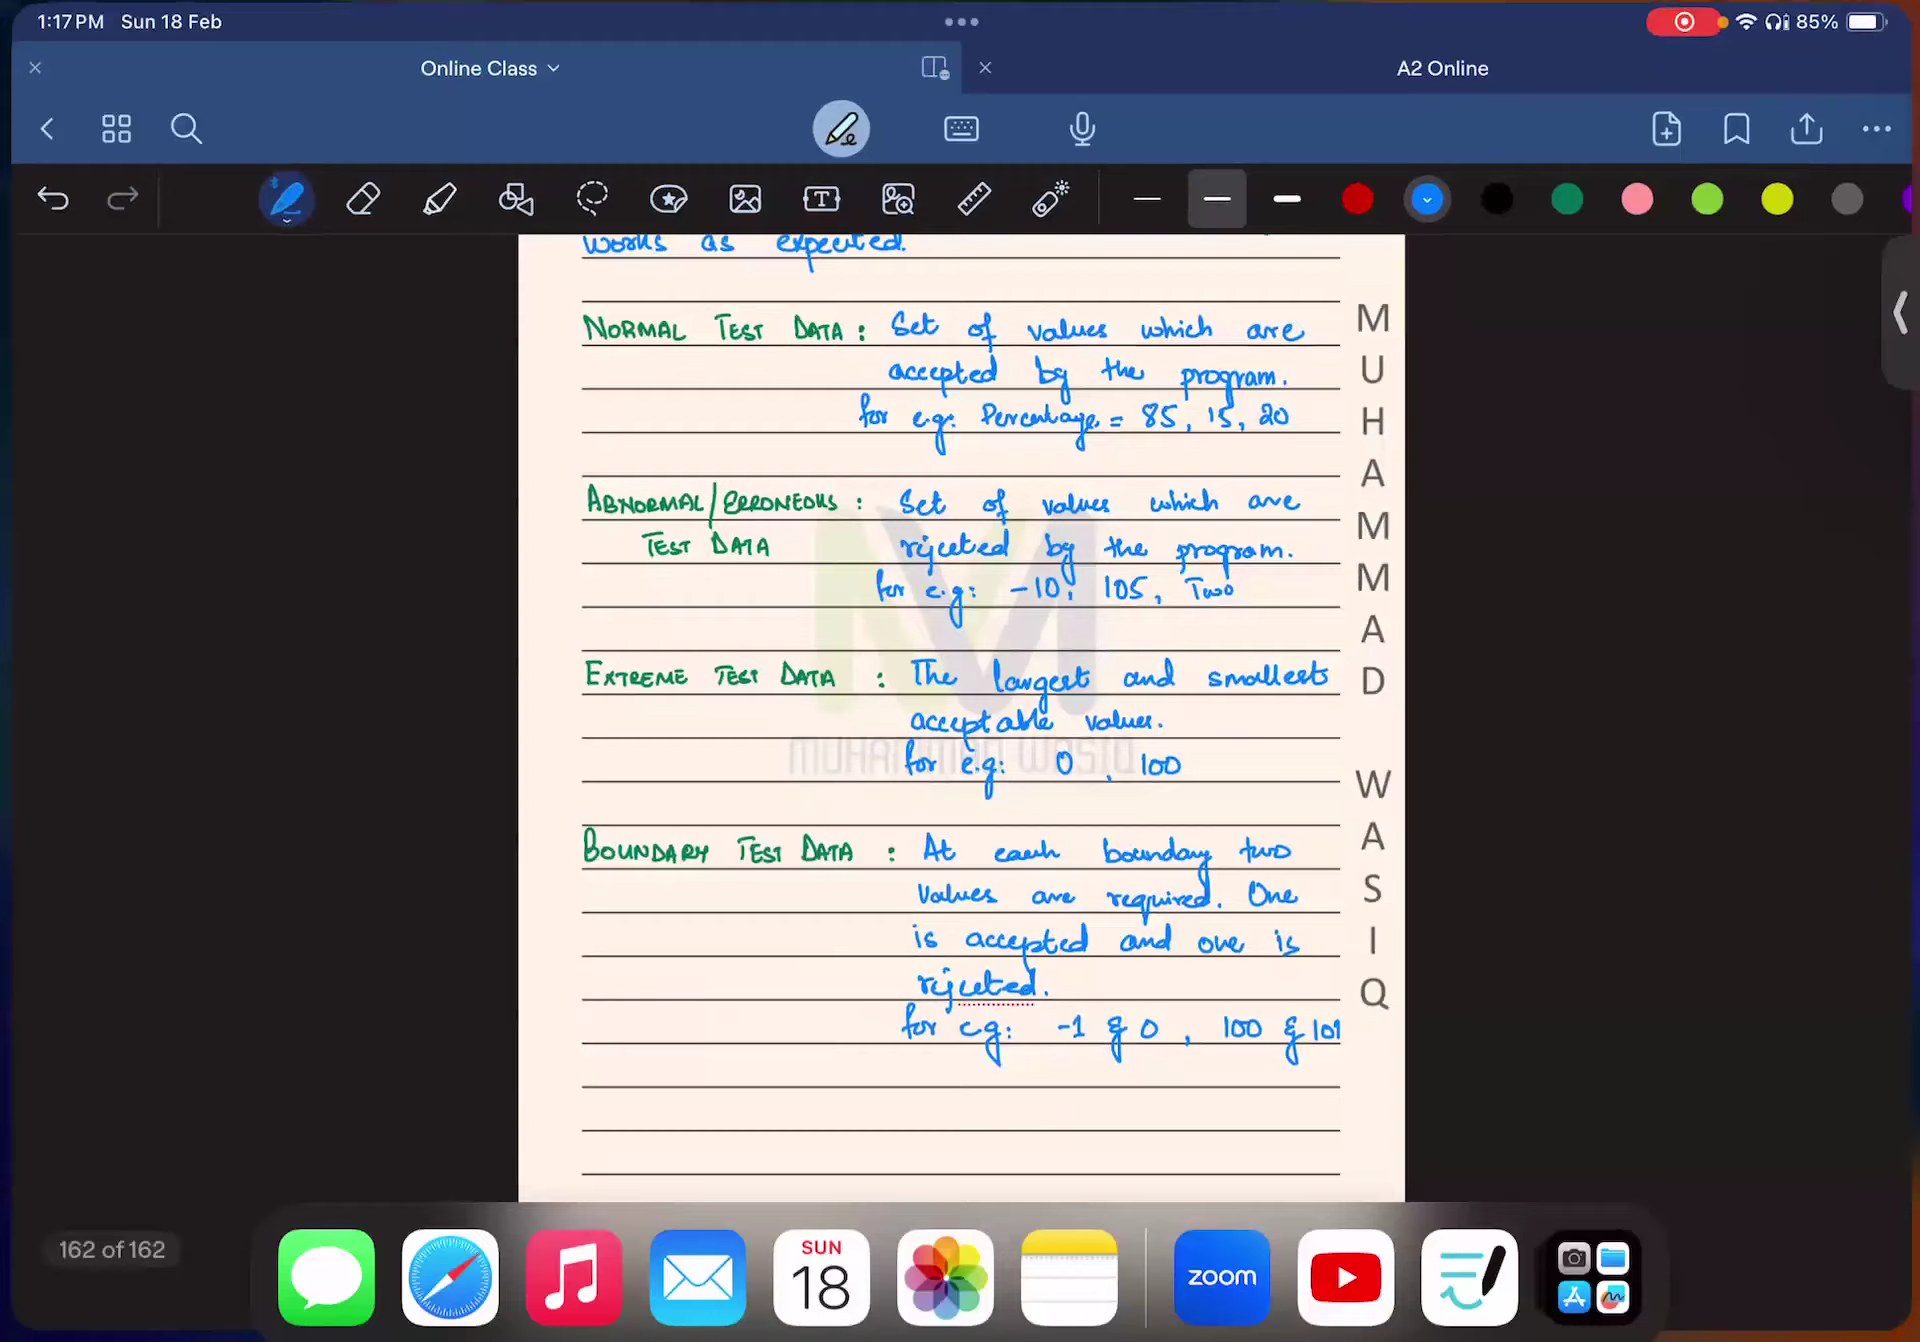 1:17 PM Sun 18 Feb
85%
Online Class
A2 Online
works as expected.
NORMAL TEST DATA : Set of values which are
accepted by the program.
for e.g: Percentage = 85, 15, 20
ABNORMAL/ERRONEOUS : Set of values which are
TEST DATA rejected by the program.
for e.g: -10, 105, Two
EXTREME TEST DATA : The largest and smallest
acceptable values.
for e.g: 0 , 100
BOUNDARY TEST DATA : At each boundary two
values are required. One
is accepted and one is
rejected.
for e.g: -1 & 0 , 100 & 101
MUHAMMAD WASIQ
MUHAMMAD WASIQ
162 of 162
SUN
18
zoom